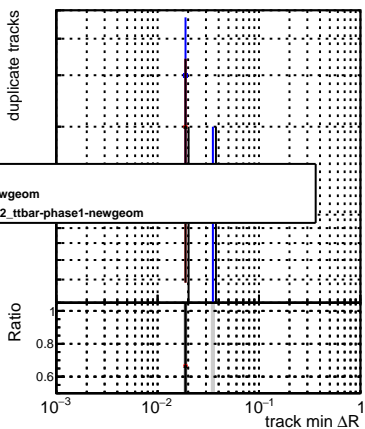 duplicate tracks
wgeom
2_ttbar-phase1-newgeom
Ratio
1
0.8
0.6
10⁻³
10⁻²
10⁻¹
1
track min ΔR